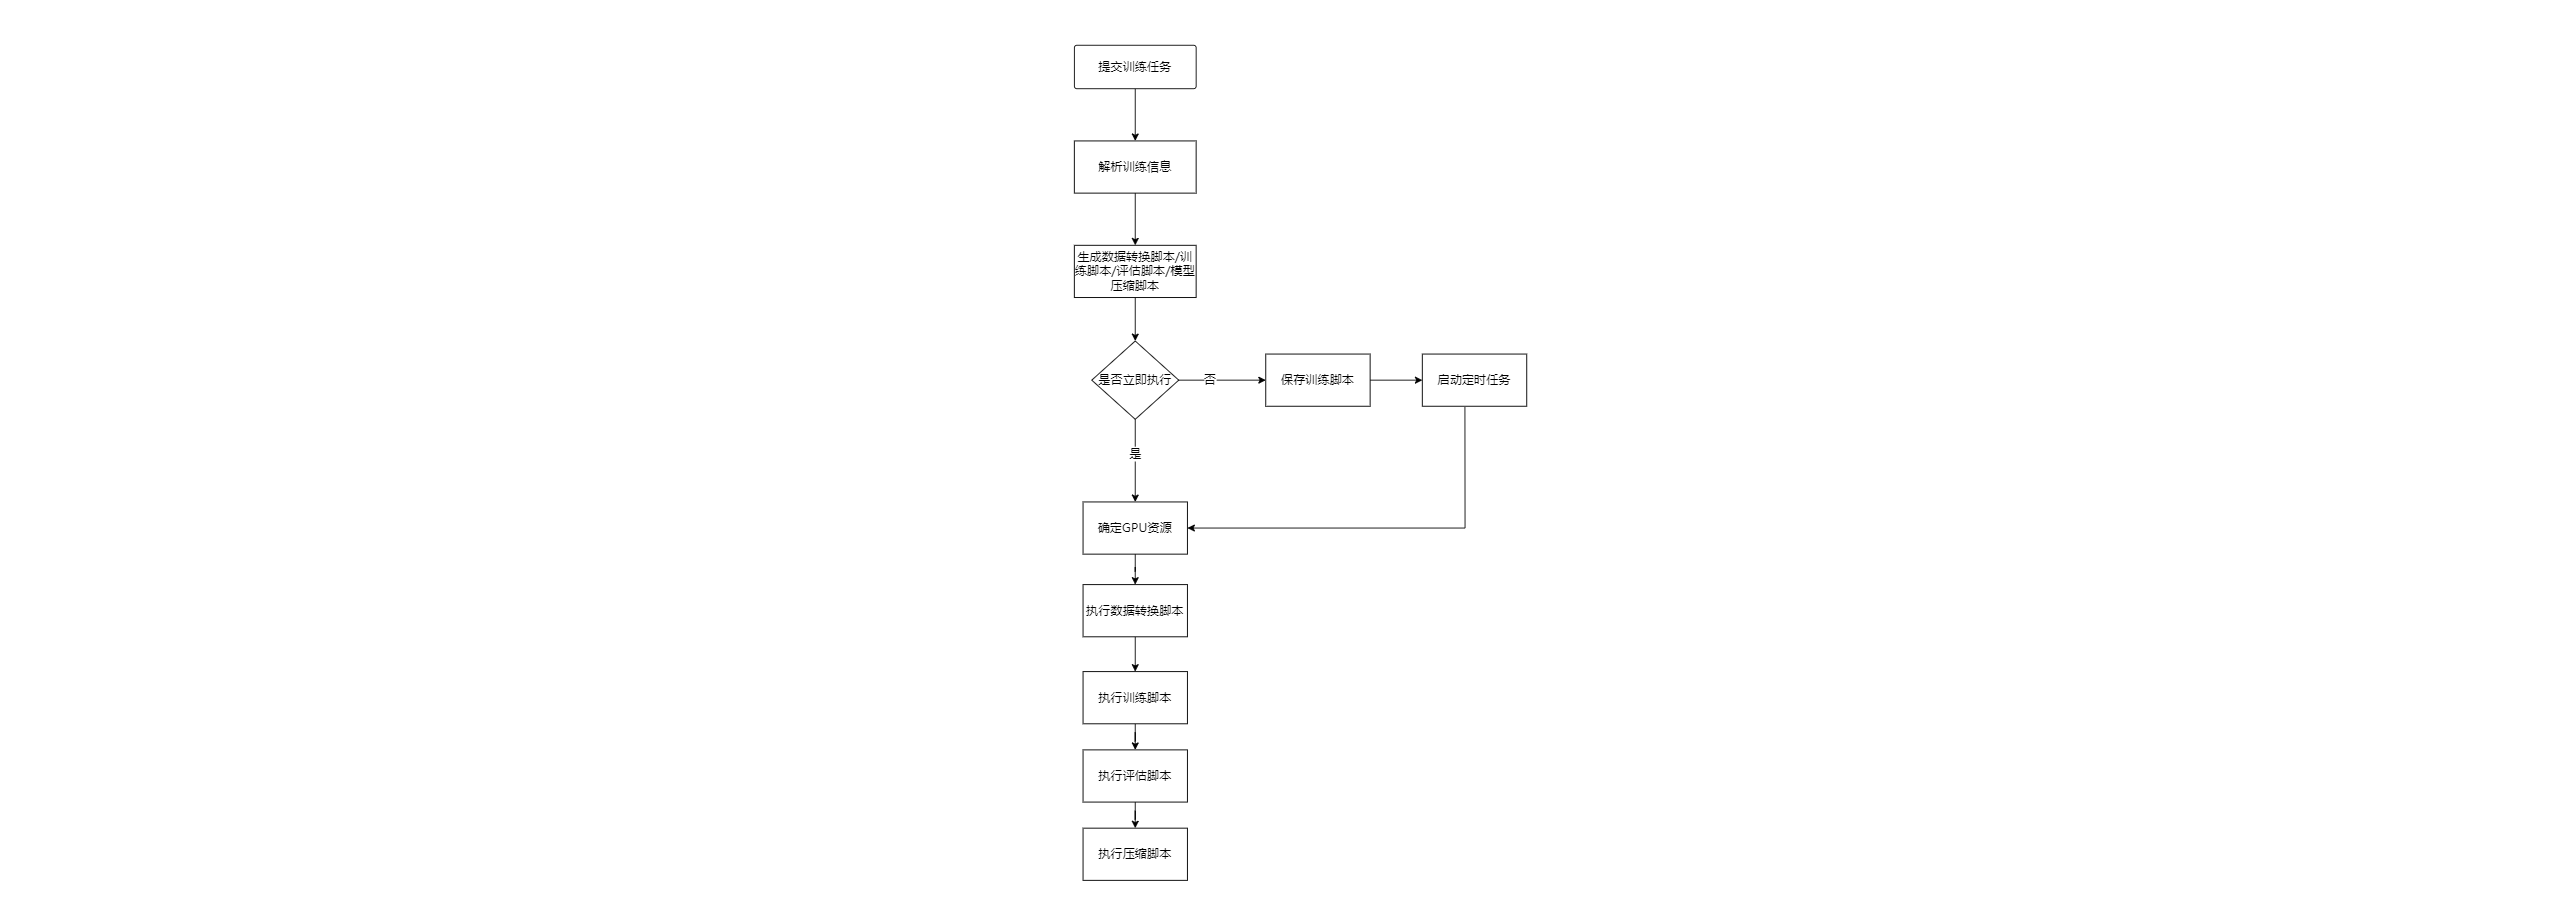 提交训练任务
解析训练信息
生成数据转换脚本/训
练脚本/评估脚本/模型
压缩脚本
是否立即执行
否
保存训练脚本
启动定时任务
是
确定GPU资源
执行数据转换脚本
执行训练脚本
执行评估脚本
执行压缩脚本